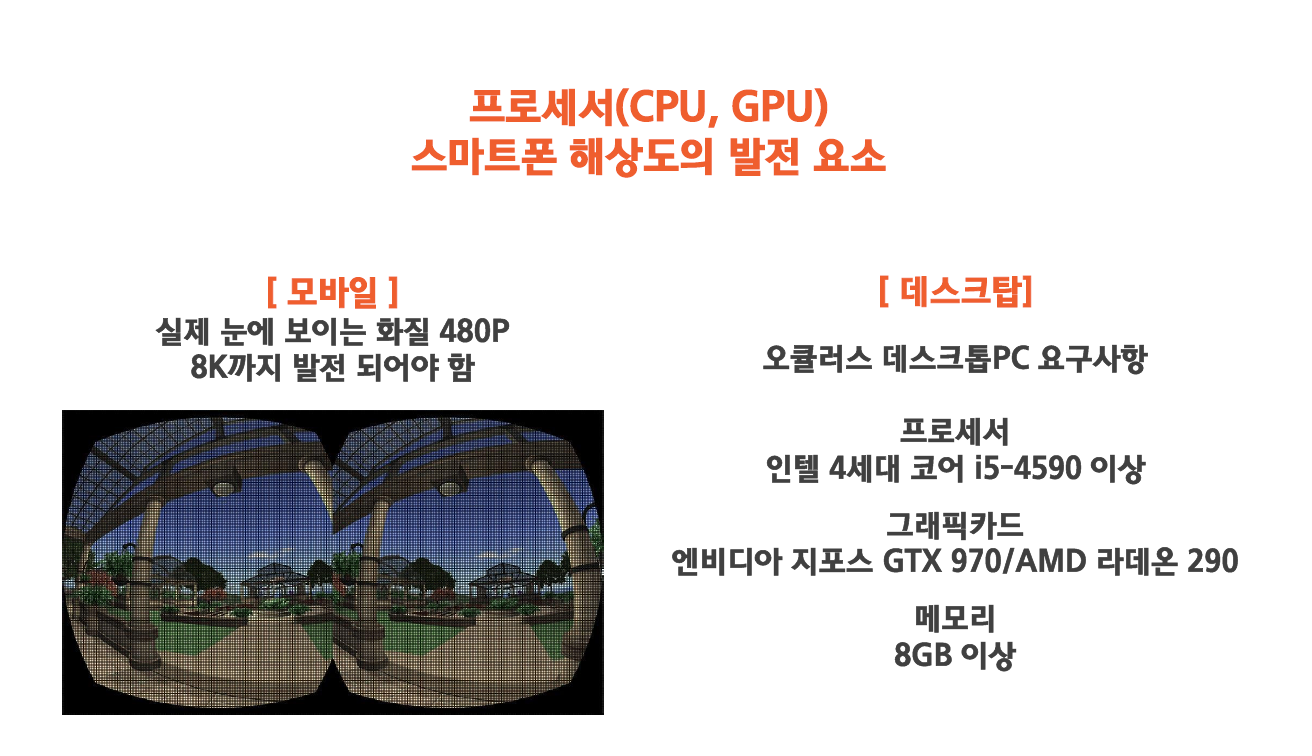 프로세서(CPU, GPU)
스마트폰 해상도의 발전 요소
[ 모바일 ]
실제 눈에 보이는 화질 480P
8K까지 발전 되어야 함
[ 데스크탑]
오큘러스 데스크톱PC 요구사항
프로세서
인텔 4세대 코어 i5-4590 이상
그래픽카드
엔비디아 지포스 GTX 970/AMD 라데온 290
메모리
8GB 이상